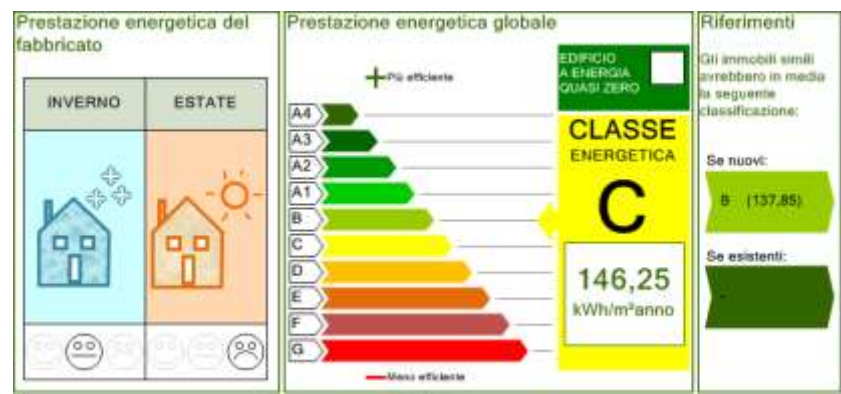 Prestazione energetica del
fabbricato
INVERNO
ESTATE
Prestazione energetica globale
Più efficiente
A4
A3
A2
A1
B
C
D
E
F
G
Meno efficiente
EDIFICIO
A ENERGIA
QUASI ZERO
CLASSE
ENERGETICA
C
146,25
kWh/m²anno
Riferimenti
Gli immobili simili
avrebbero in media
la seguente
classificazione:
Se nuovi:
B (137,85)
Se esistenti:
-